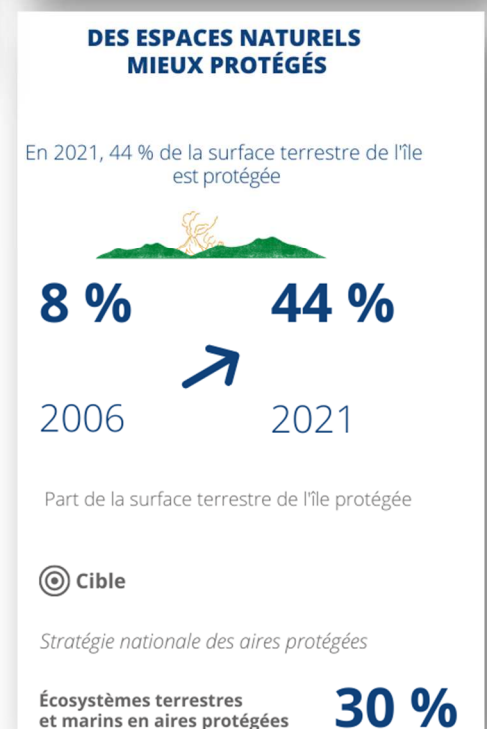 DES ESPACES NATURELS
MIEUX PROTÉGÉS
En 2021, 44 % de la surface terrestre de l'île
est protégée
8 %
44 %
2006
2021
Part de la surface terrestre de l'île protégée
Cible
Stratégie nationale des aires protégées
Écosystèmes terrestres
et marins en aires protégées
30 %